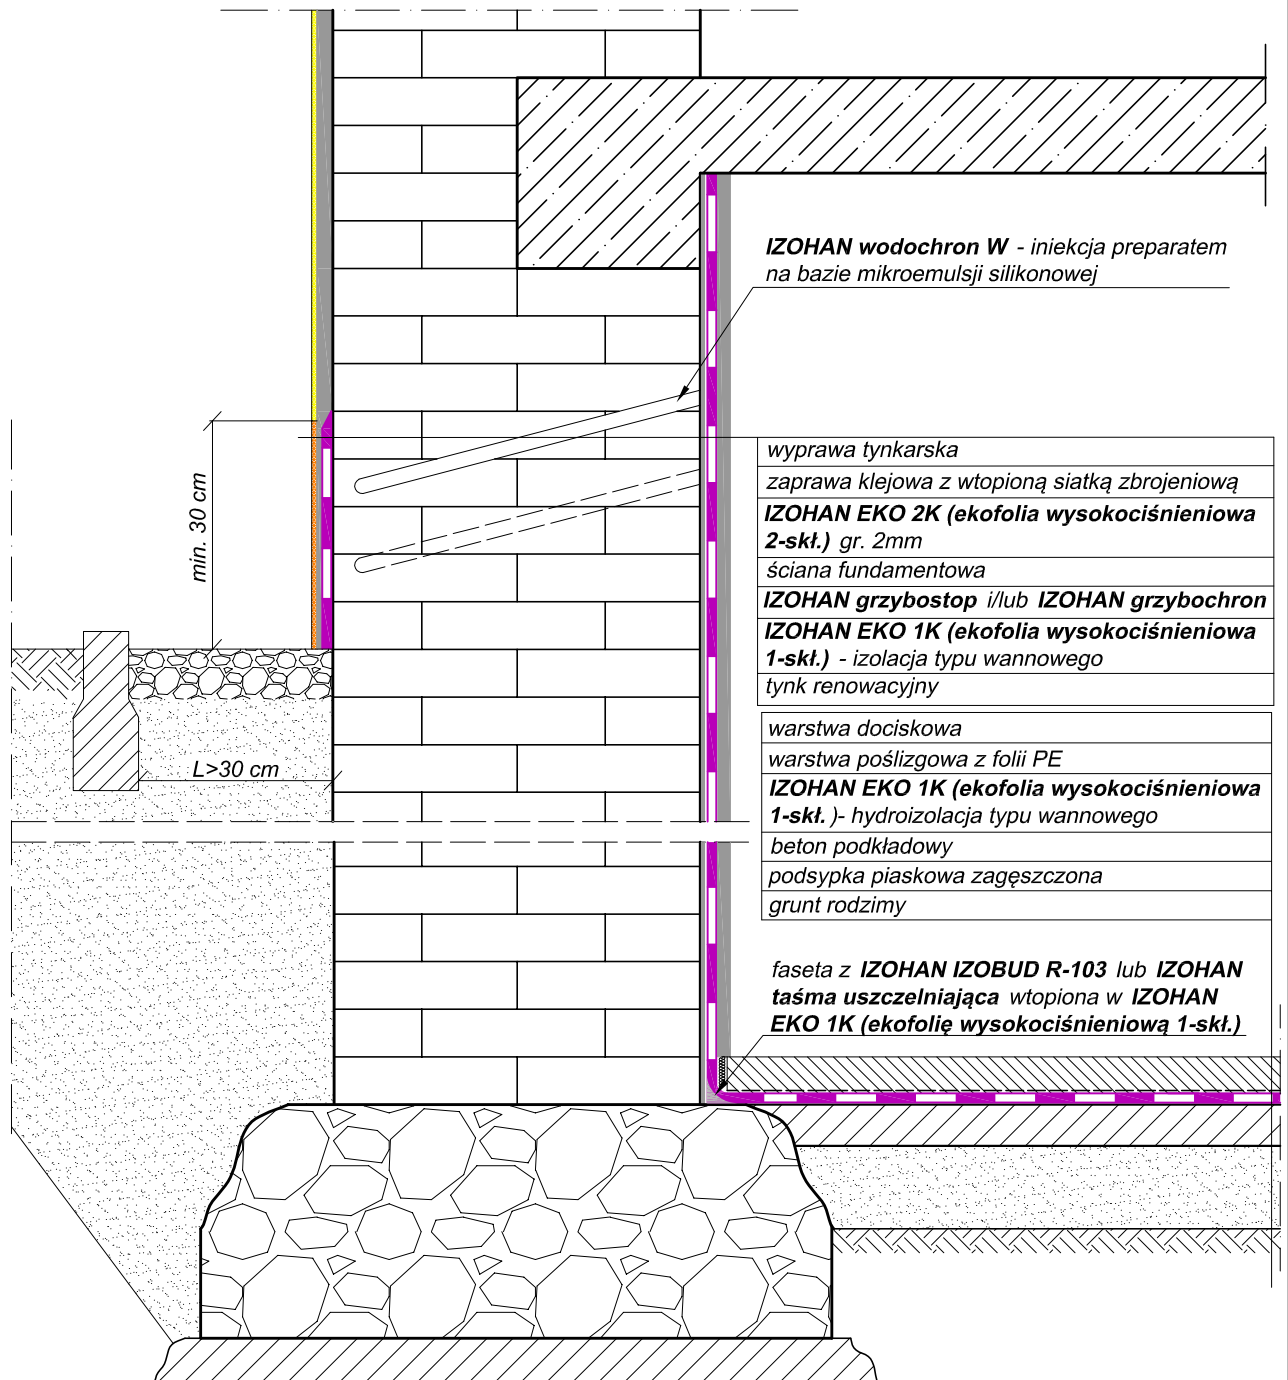 IZOHAN wodochron W - iniekcja preparatem
na bazie mikroemulsji silikonowej
min. 30 cm
wyprawa tynkarska
zaprawa klejowa z wtopioną siatką zbrojeniową
IZOHAN EKO 2K (ekofolia wysokociśnieniowa
2-skł.) gr. 2mm
ściana fundamentowa
IZOHAN grzybostop i/lub IZOHAN grzybochron
IZOHAN EKO 1K (ekofolia wysokociśnieniowa
1-skł.) - izolacja typu wannowego
tynk renowacyjny
L>30 cm
warstwa dociskowa
warstwa poślizgowa z folii PE
IZOHAN EKO 1K (ekofolia wysokociśnieniowa
1-skł. )- hydroizolacja typu wannowego
beton podkładowy
podsypka piaskowa zagęszczona
grunt rodzimy
faseta z IZOHAN IZOBUD R-103 lub IZOHAN
taśma uszczelniająca wtopiona w IZOHAN
EKO 1K (ekofolię wysokociśnieniową 1-skł.)